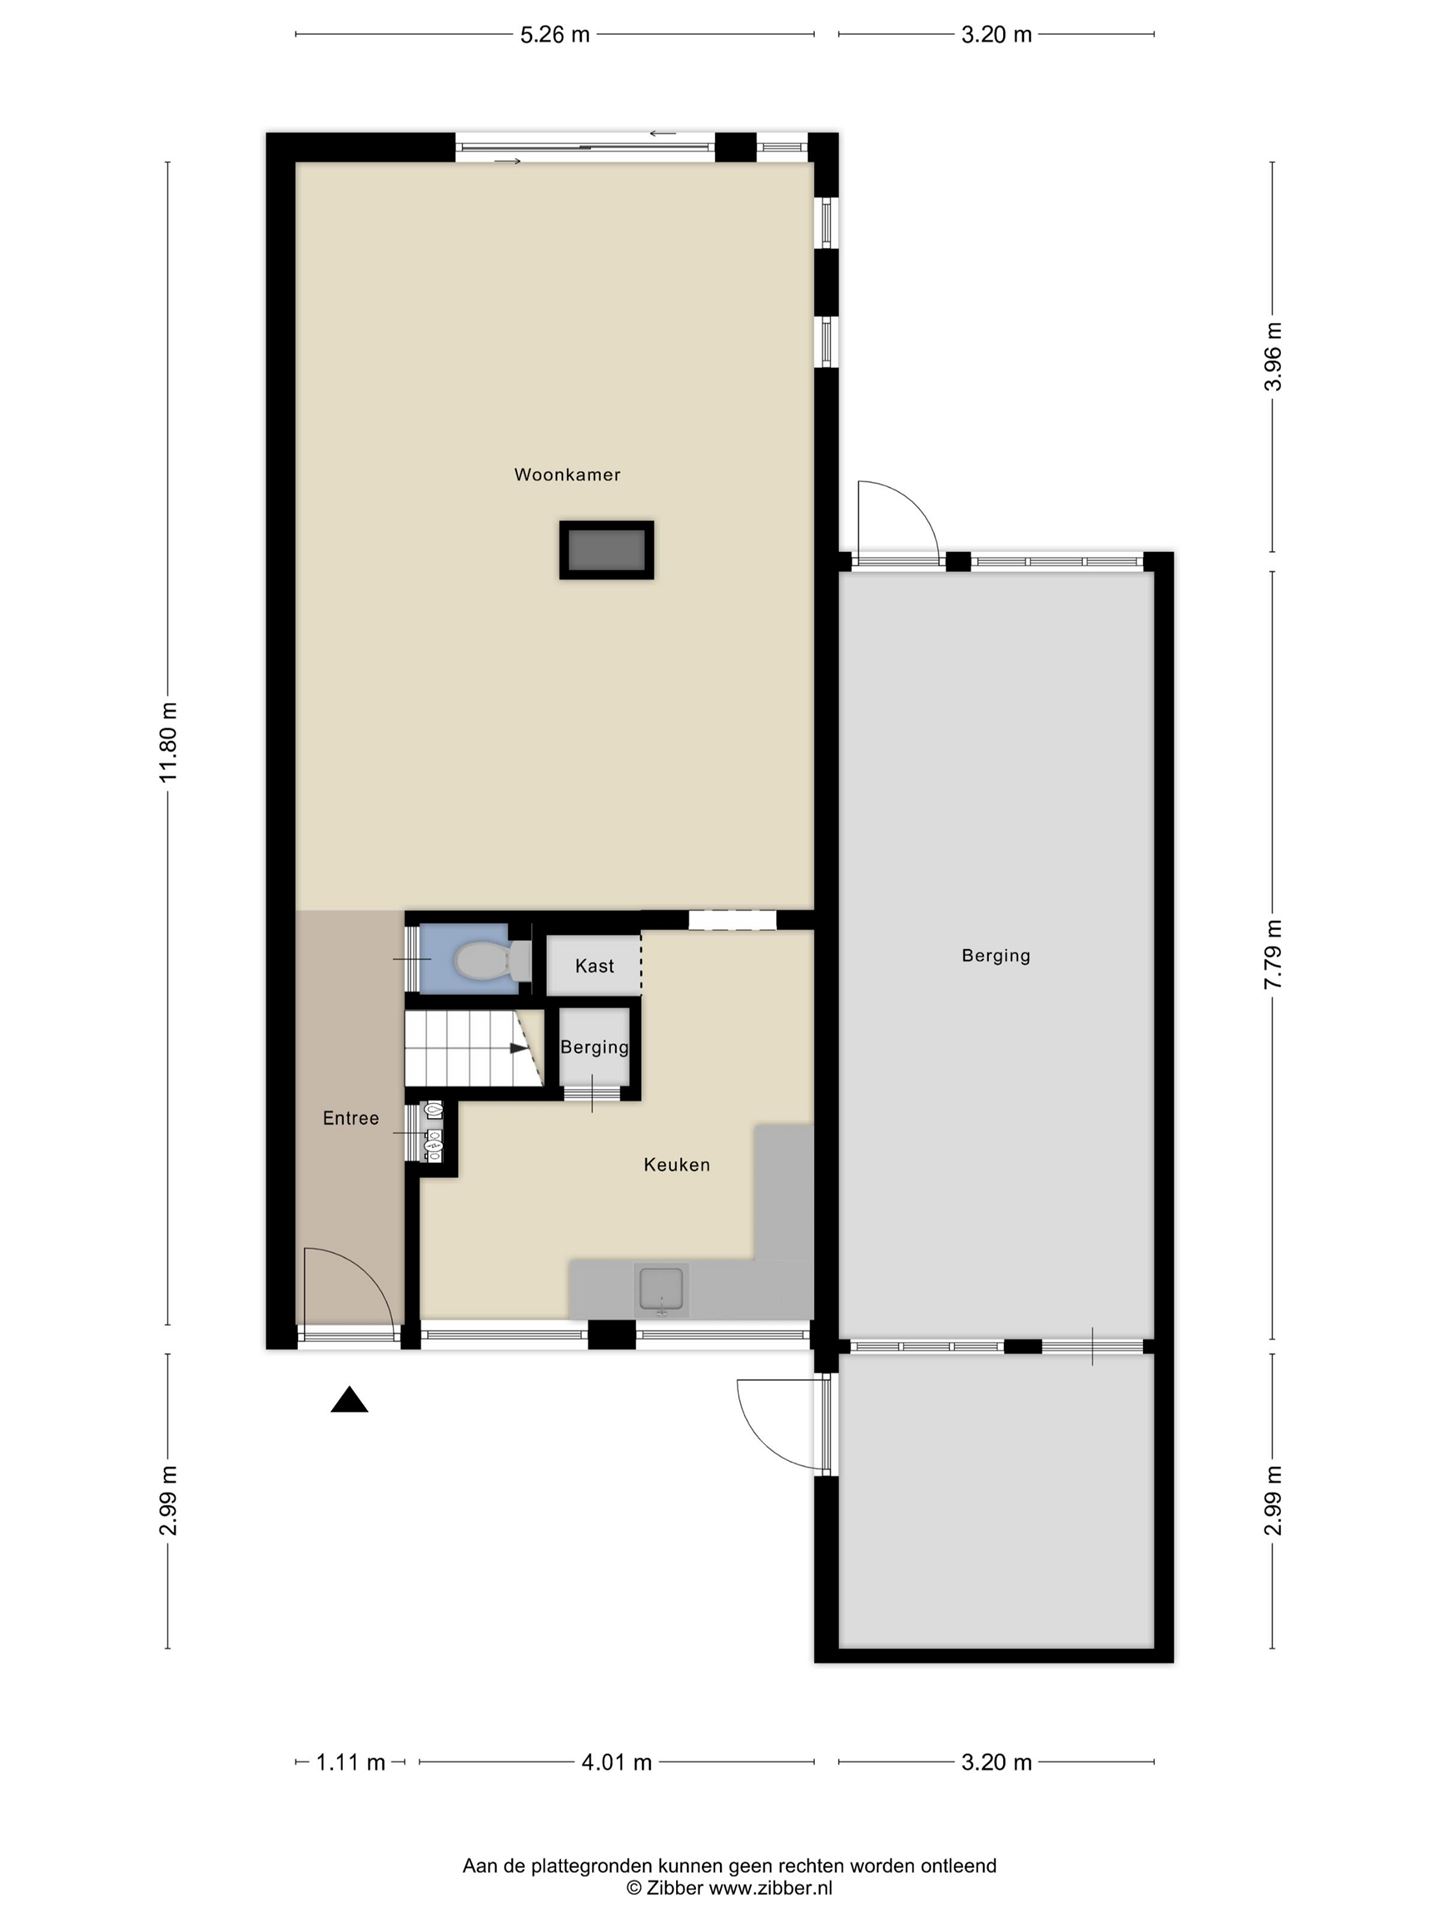 5.26 m
3.20 m
3.96 m
Woonkamer
11.80 m
7.79 m
Berging
Kast
Berging
Entree
Keuken
2.99 m
2.99 m
1.11 m
4.01 m
3.20 m
Aan de plattegronden kunnen geen rechten worden ontleend
© Zibber www.zibber.nl